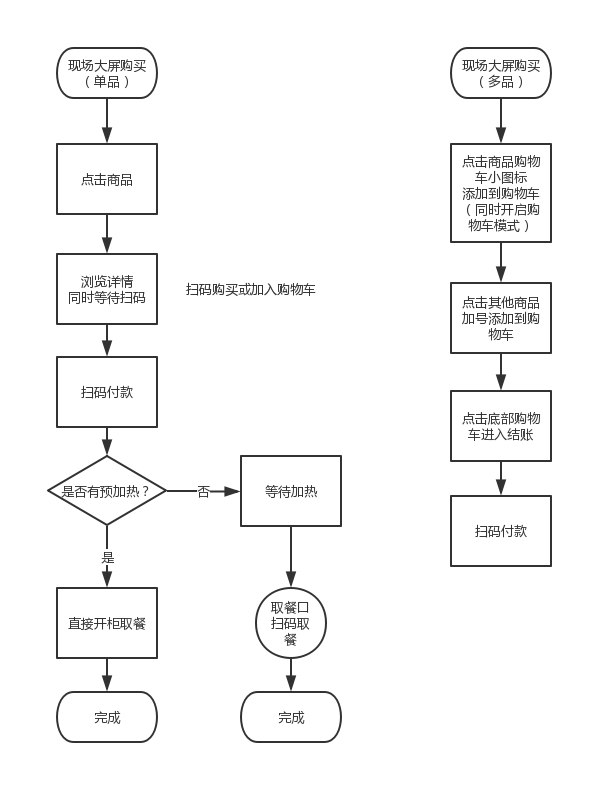 现场大屏购买
（单品）
点击商品
浏览详情
同时等待扫码
扫码购买或加入购物车
扫码付款
是否有预加热？
否
等待加热
是
直接开柜取餐
取餐口
扫码取
餐
完成
完成
现场大屏购买
（多品）
点击商品购物
车小图标
添加到购物车
（同时开启购
物车模式）
点击其他商品
加号添加到购
物车
点击底部购物
车进入结账
扫码付款